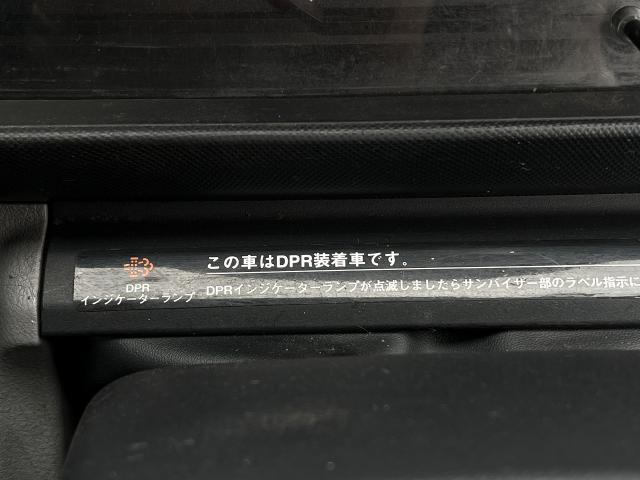 この車はDPR装着車です。
DPR
インジケーターランプ
DPRインジケーターランプが点滅しましたらサンバイザー部のラベル指示に